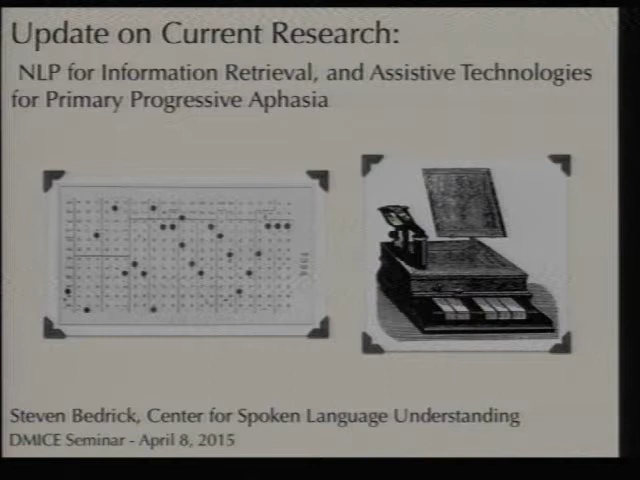 Update on Current Research:
NLP for Information Retrieval, and Assistive Technologies
for Primary Progressive Aphasia
Steven Bedrick, Center for Spoken Language Understanding
DMICE Seminar - April 8, 2015